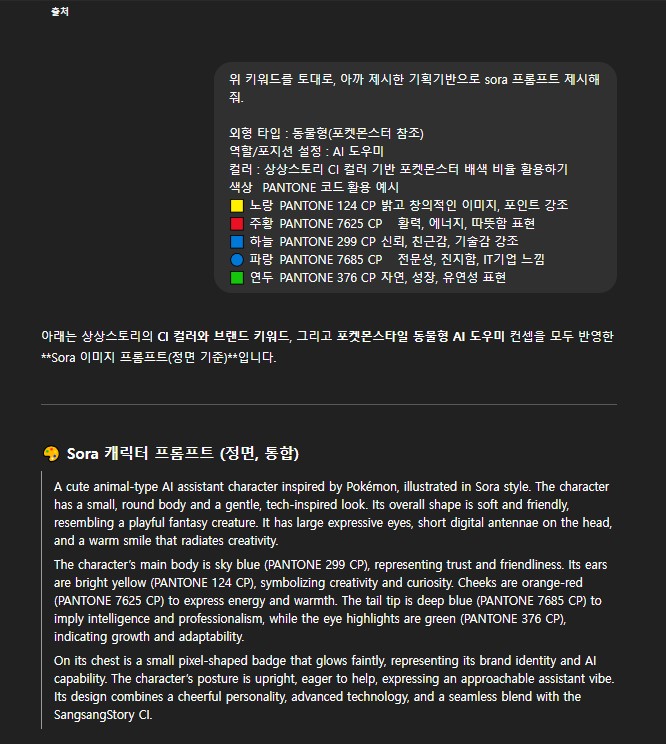 출처
위 키워드를 토대로, 아까 제시한 기획기반으로 sora 프롬프트 제시해
줘.
외형 타입 : 동물형(포켓몬스터 참조)
역할/포지션 설정 : AI 도우미
컬러 : 상상스토리 CI 컬러 기반 포켓몬스터 배색 비율 활용하기
색상 PANTONE 코드 활용 예시
노랑 PANTONE 124 CP 밝고 창의적인 이미지, 포인트 강조
주황 PANTONE 7625 CP 활력, 에너지, 따뜻함 표현
하늘 PANTONE 299 CP 신뢰, 친근감, 기술감 강조
파랑 PANTONE 7685 CP 전문성, 진지함, IT기업 느낌
연두 PANTONE 376 CP 자연, 성장, 유연성 표현
아래는 상상스토리의 CI 컬러와 브랜드 키워드, 그리고 포켓몬스타일 동물형 AI 도우미 컨셉을 모두 반영한
**Sora 이미지 프롬프트(정면 기준)**입니다.
Sora 캐릭터 프롬프트 (정면, 통합)
A cute animal-type AI assistant character inspired by Pokémon, illustrated in Sora style. The character
has a small, round body and a gentle, tech-inspired look. Its overall shape is soft and friendly,
resembling a playful fantasy creature. It has large expressive eyes, short digital antennae on the head,
and a warm smile that radiates creativity.
The character's main body is sky blue (PANTONE 299 CP), representing trust and friendliness. Its ears
are bright yellow (PANTONE 124 CP), symbolizing creativity and curiosity. Cheeks are orange-red
(PANTONE 7625 CP) to express energy and warmth. The tail tip is deep blue (PANTONE 7685 CP) to
imply intelligence and professionalism, while the eye highlights are green (PANTONE 376 CP),
indicating growth and adaptability.
On its chest is a small pixel-shaped badge that glows faintly, representing its brand identity and AI
capability. The character's posture is upright, eager to help, expressing an approachable assistant vibe.
Its design combines a cheerful personality, advanced technology, and a seamless blend with the
SangsangStory CI.